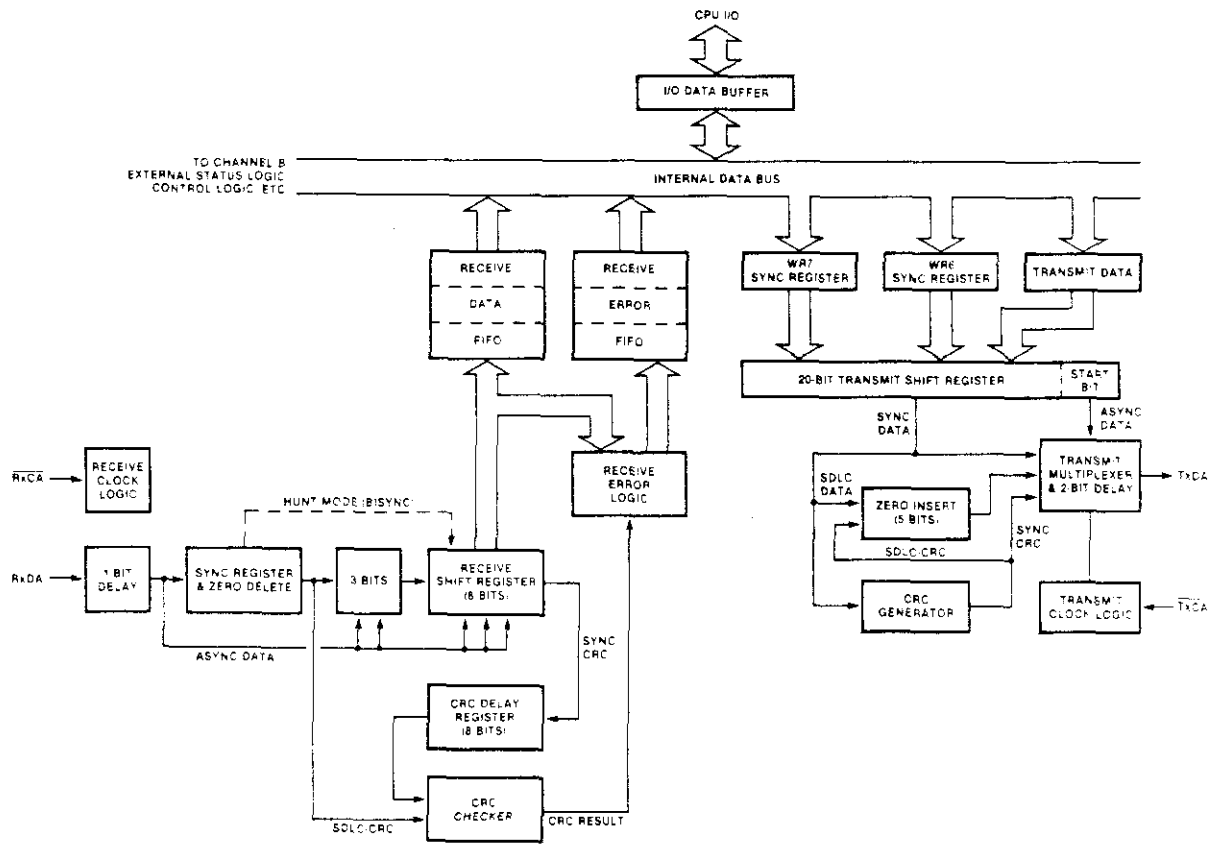 CPU I/O
I/O DATA BUFFER
TO CHANNEL B
EXTERNAL STATUS LOGIC
CONTROL LOGIC ETC
INTERNAL DATA BUS
RECEIVE
DATA
FIFO
RECEIVE
ERROR
FIFO
WR7
SYNC REGISTER
WR6
SYNC REGISTER
TRANSMIT DATA
20-BIT TRANSMIT SHIFT REGISTER
START
BIT
SYNC
DATA
ASYNC
DATA
RxCA
RECEIVE
CLOCK
LOGIC
RECEIVE
ERROR
LOGIC
TRANSMIT
MULTIPLEXER
& 2-BIT DELAY
TxDA
SDLC
DATA
ZERO INSERT
(5 BITS)
HUNT MODE (BISYNC)
SYNC
CRC
SDLC-CRC
RxDA
1 BIT
DELAY
SYNC REGISTER
& ZERO DELETE
3 BITS
RECEIVE
SHIFT REGISTER
(8 BITS)
CRC
GENERATOR
TRANSMIT
CLOCK LOGIC
TxCA
ASYNC DATA
SYNC
CRC
CRC DELAY
REGISTER
(8 BITS)
CRC
CHECKER
SDLC-CRC
CRC RESULT